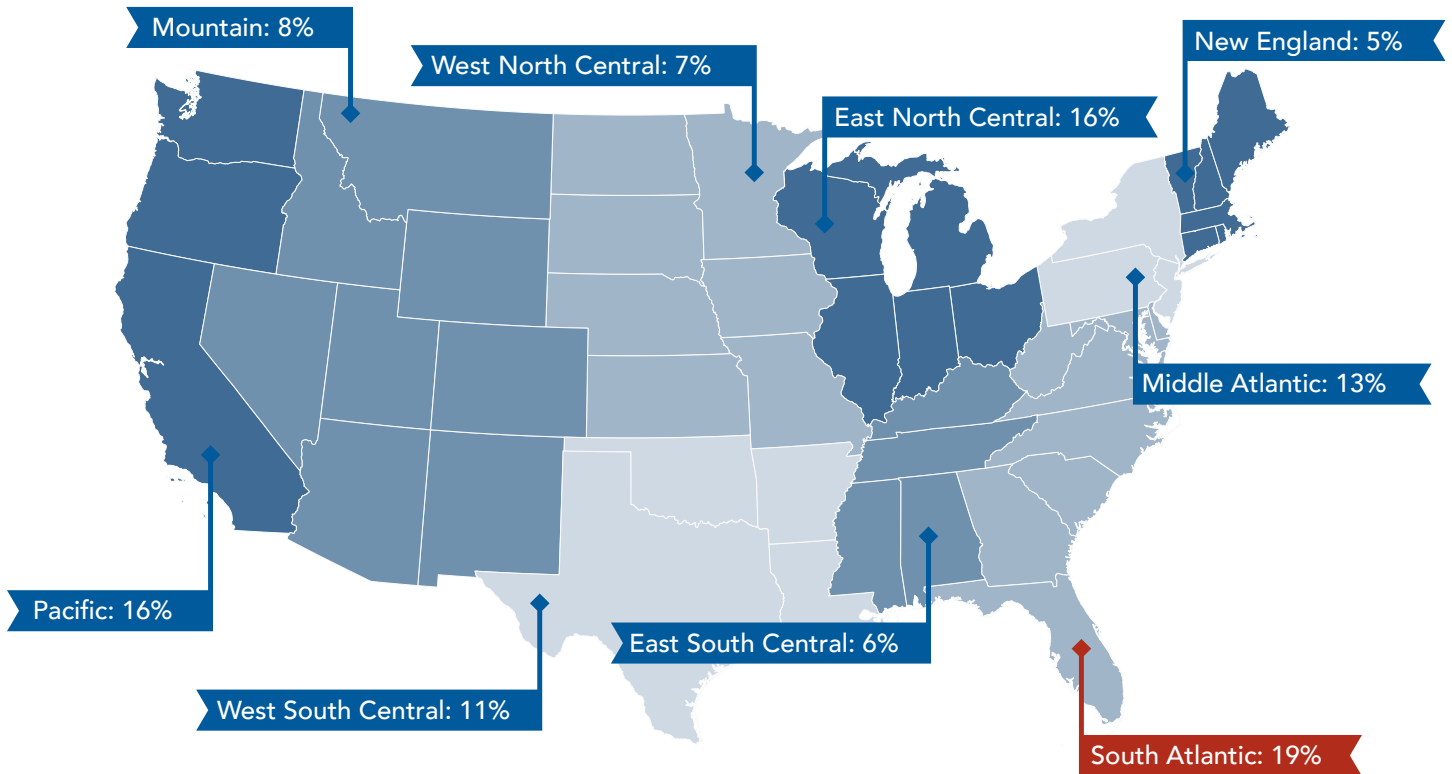 Mountain: 8%
New England: 5%
West North Central: 7%
East North Central: 16%
Middle Atlantic: 13%
Pacific: 16%
East South Central: 6%
West South Central: 11%
South Atlantic: 19%